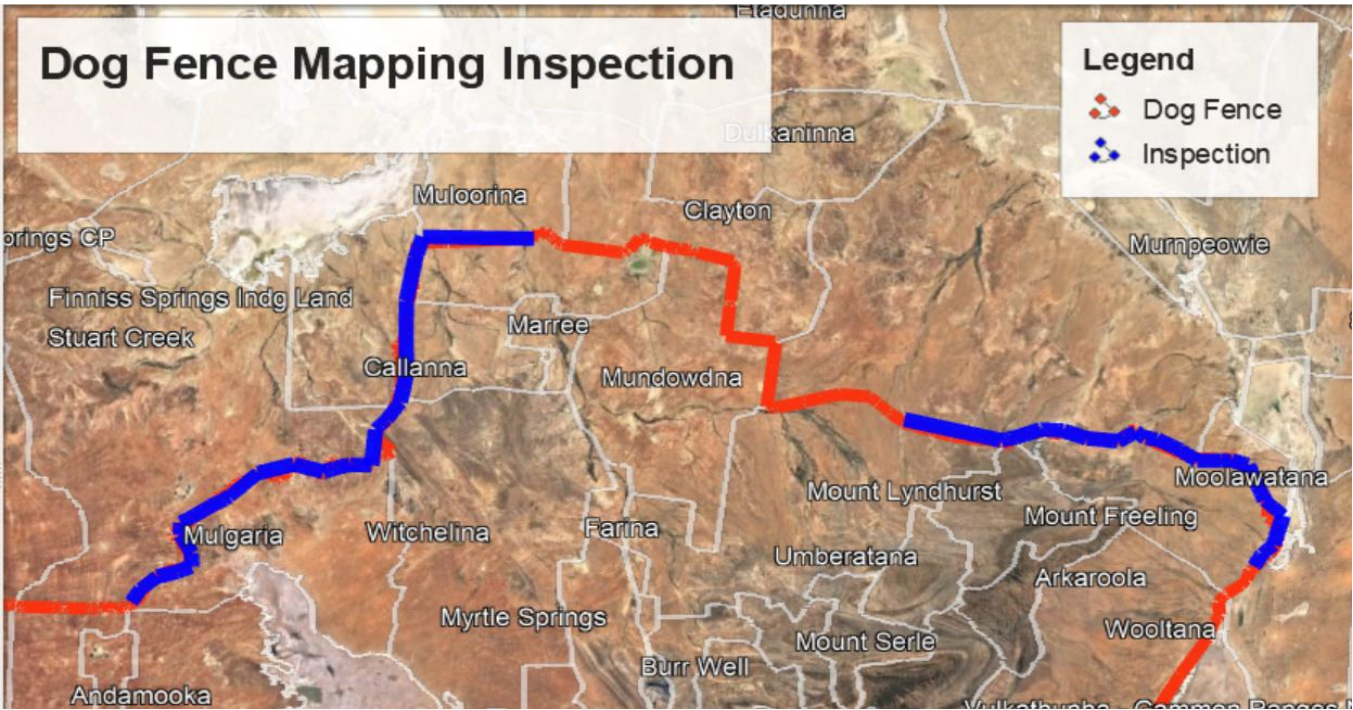 Etadunna
Dog Fence Mapping Inspection
Legend
Dog Fence
Inspection
Dulkaninna
Muloorina
Clayton
Murnpeowie
Finniss Springs Indg Land
Stuart Creek
Marree
Callanna
Mundowdna
Moolawatana
Mount Lyndhurst
Mount Freeling
Mulgaria
Witchelina
Farina
Umberatana
Arkaroola
Myrtle Springs
Wooltana
Mount Serle
Burr Well
Andamooka